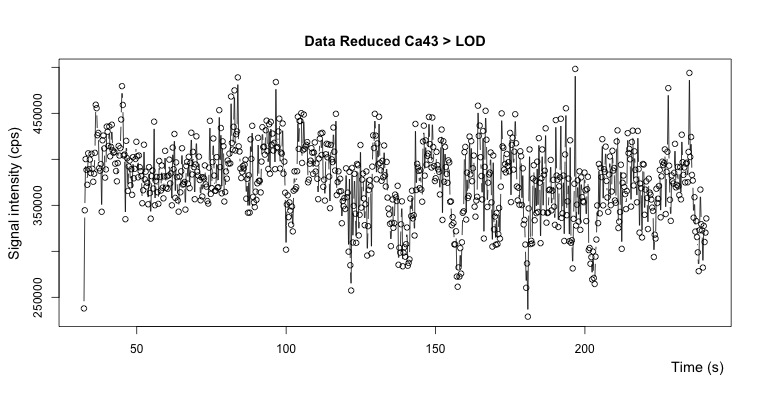 Data Reduced Ca43 > LOD
Signal intensity (cps)
450000
350000
250000
50 100 150 200
Time (s)